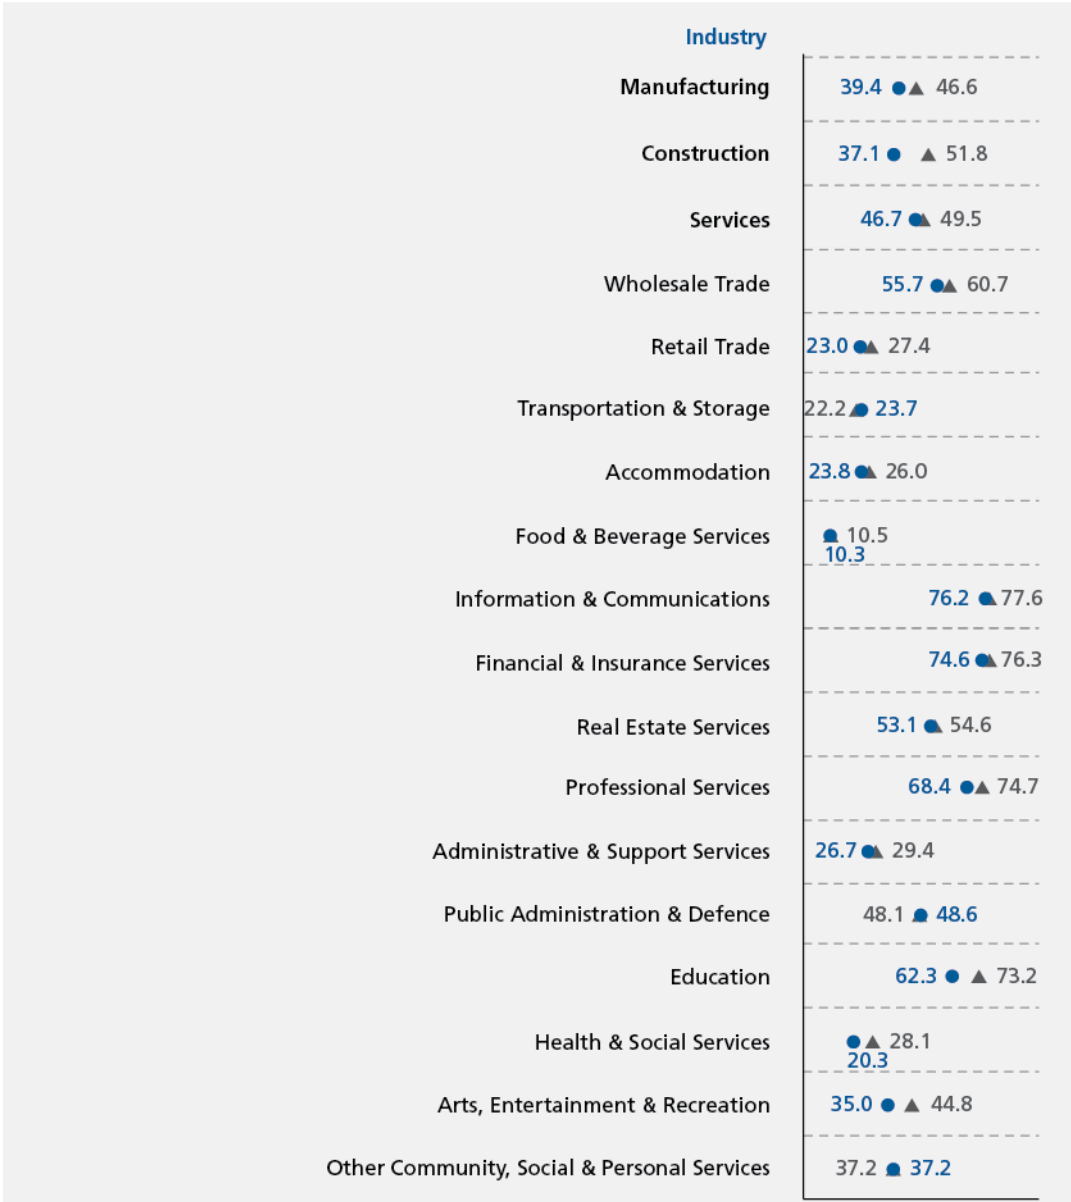 Industry
Manufacturing 39.4 46.6
Construction 37.1 51.8
Services 46.7 49.5
Wholesale Trade 55.7 60.7
Retail Trade 23.0 27.4
Transportation & Storage 22.2 23.7
Accommodation 23.8 26.0
Food & Beverage Services 10.5
10.3
Information & Communications 76.2 77.6
Financial & Insurance Services 74.6 76.3
Real Estate Services 53.1 54.6
Professional Services 68.4 74.7
Administrative & Support Services 26.7 29.4
Public Administration & Defence 48.1 48.6
Education 62.3 73.2
Health & Social Services 28.1
20.3
Arts, Entertainment & Recreation 35.0 44.8
Other Community, Social & Personal Services 37.2 37.2